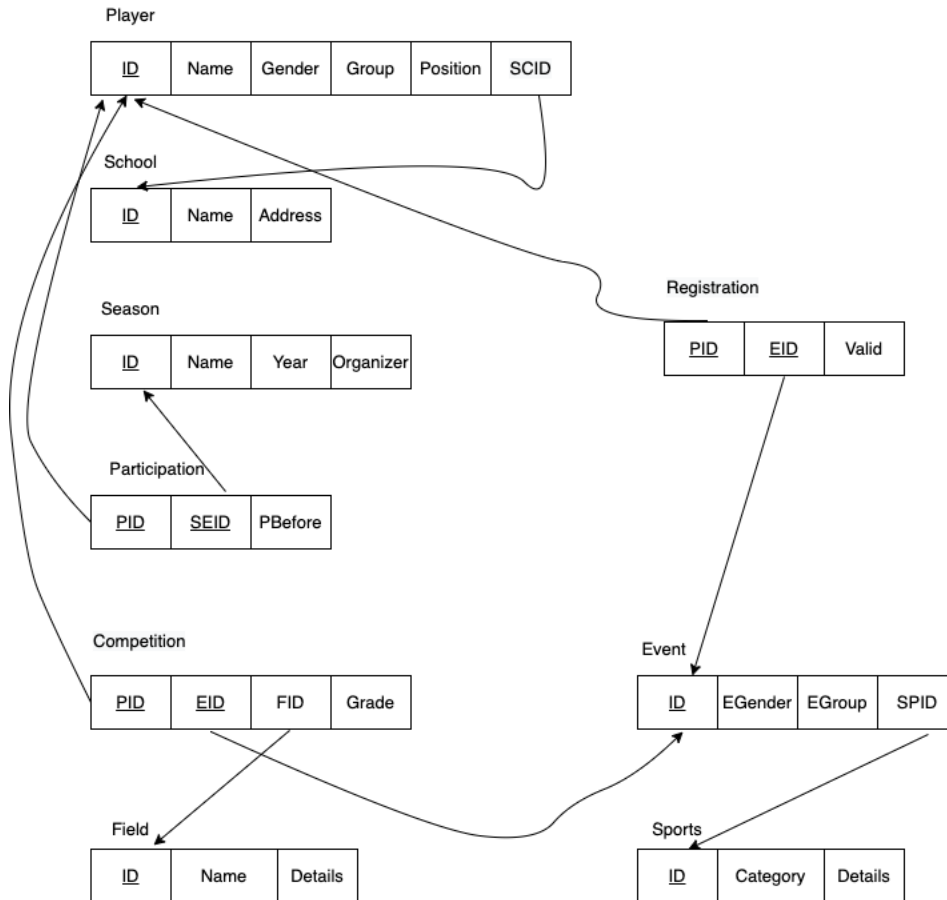 Player
ID Name Gender Group Position SCID
School
ID Name Address
Registration
PID EID Valid
Season
ID Name Year Organizer
Participation
PID SEID PBefore
Competition
PID EID FID Grade
Event
ID EGender EGroup SPID
Field
ID Name Details
Sports
ID Category Details